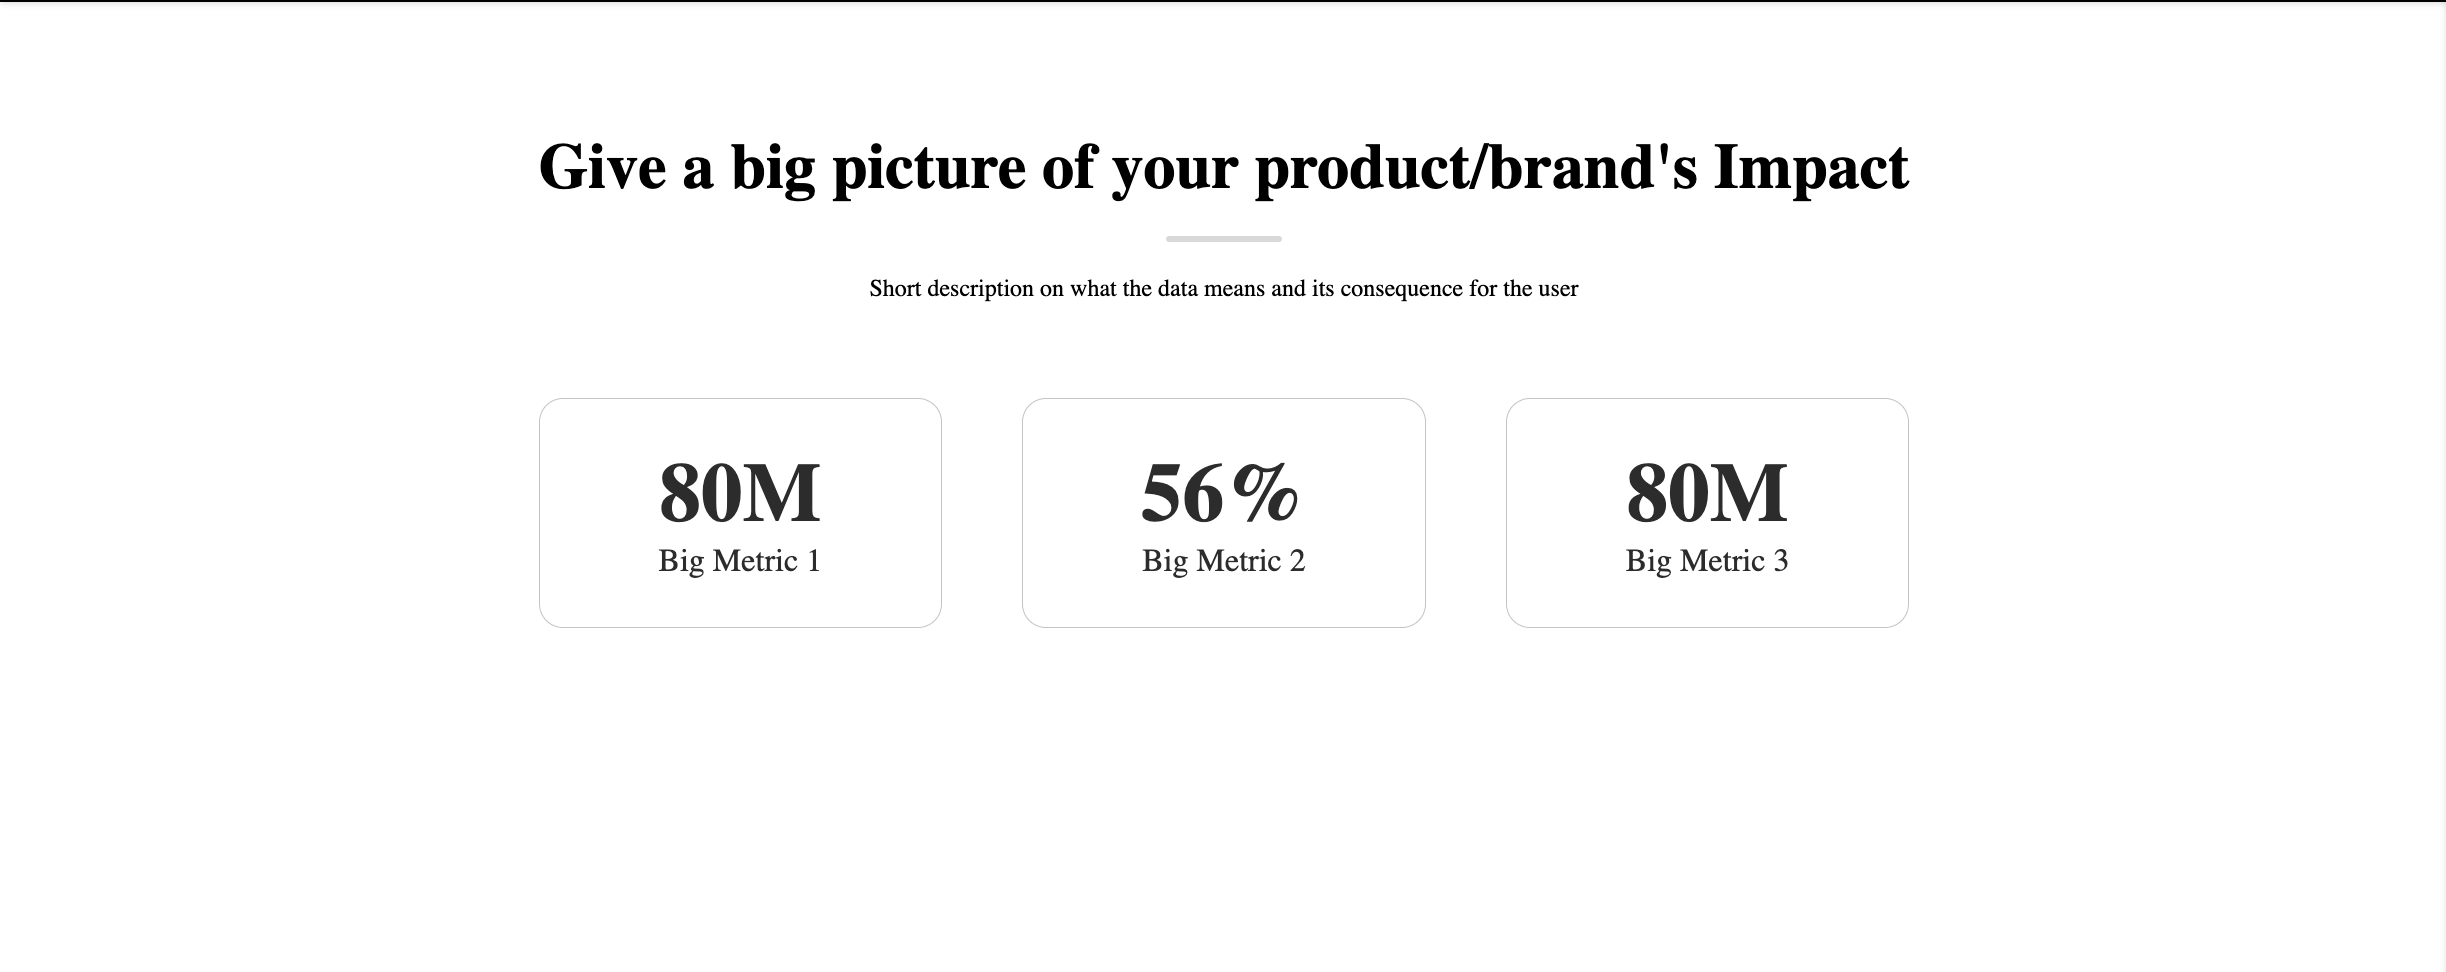 Give a big picture of your product/brand's Impact
Short description on what the data means and its consequence for the user
80M
Big Metric 1
56%
Big Metric 2
80M
Big Metric 3